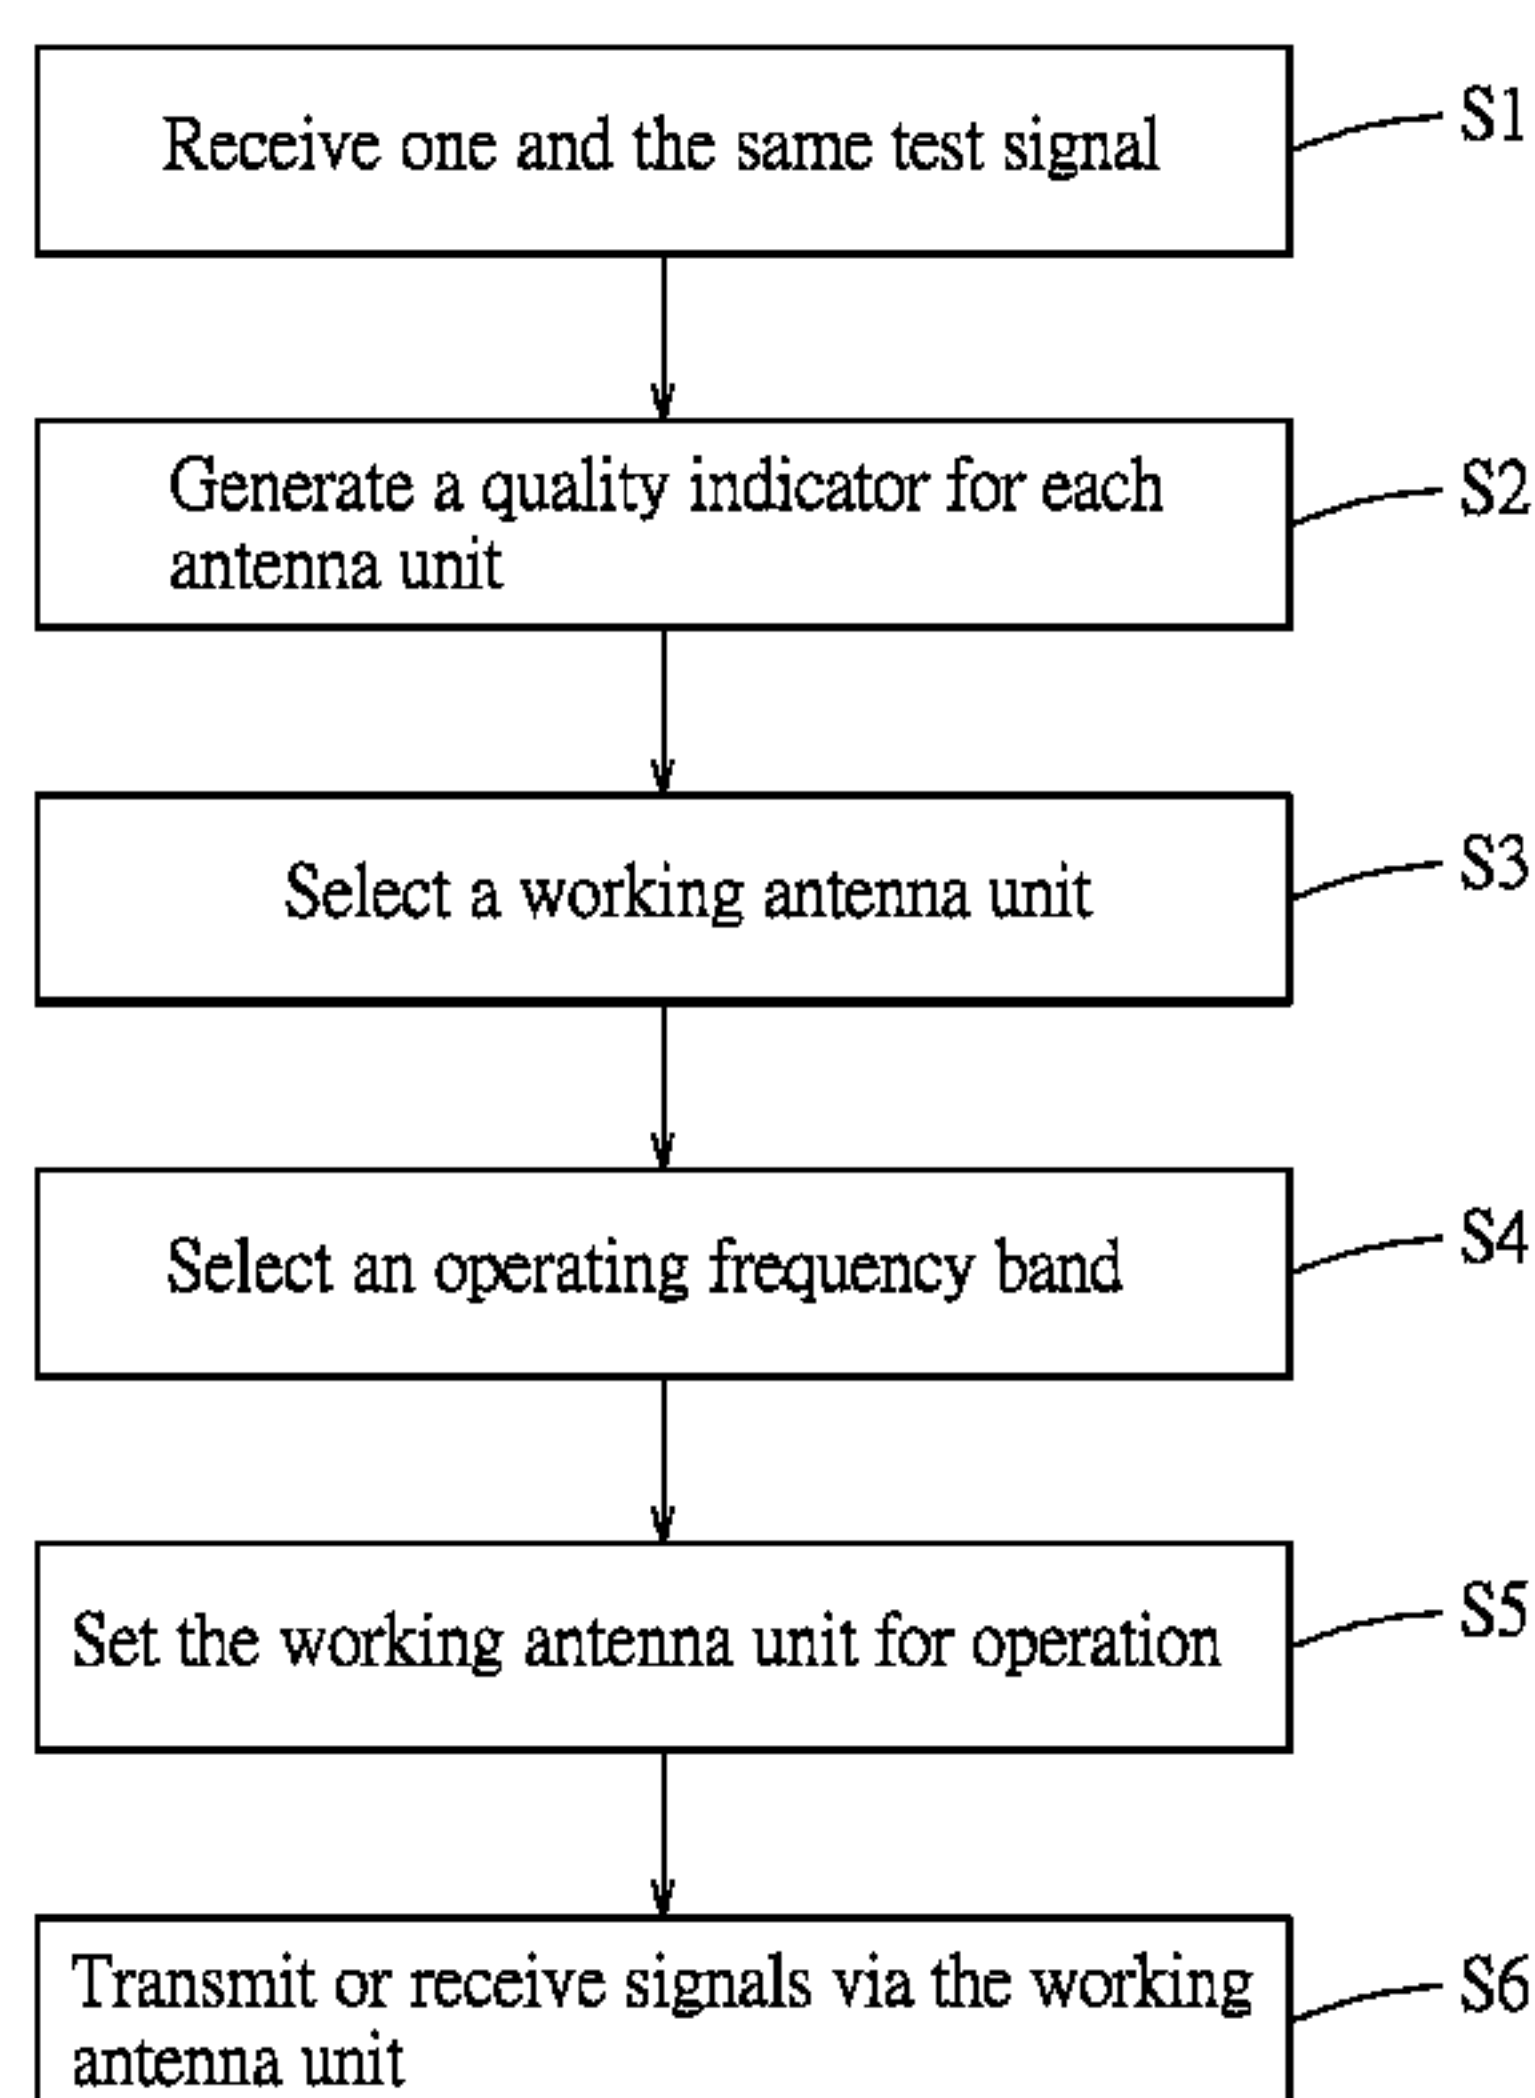 Receive one and the same test signal
S1
Generate a quality indicator for each
antenna unit
S2
Select a working antenna unit
S3
Select an operating frequency band
S4
Set the working antenna unit for operation
S5
Transmit or receive signals via the working
antenna unit
S6